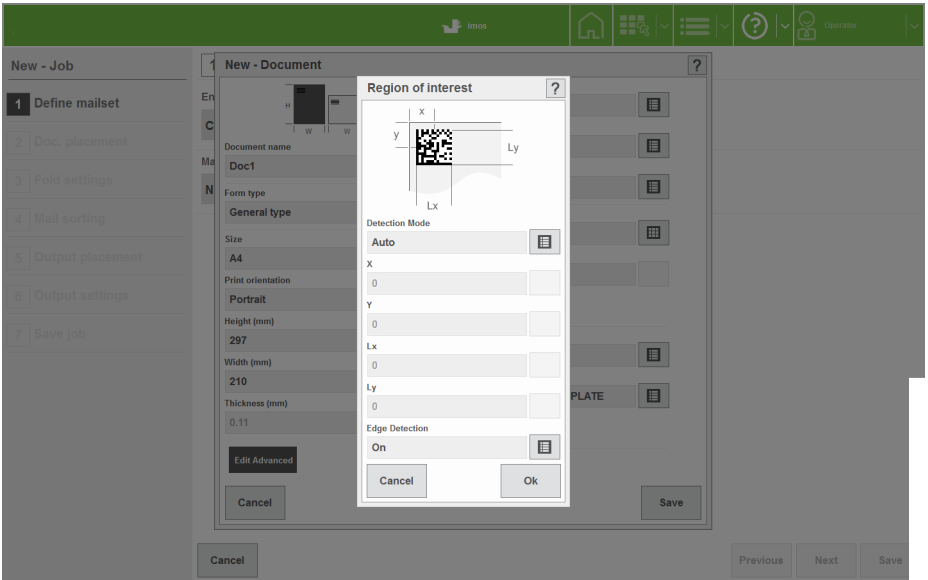 imos
Operator
New - Job
1 Define mailset
2 Doc. placement
3 Fold settings
4 Mail sorting
5 Output placement
6 Output settings
7 Save job
1
En
C
Ma
N
New - Document
?
H
W
W
Document name
Doc1
Form type
General type
Size
A4
Print orientation
Portrait
Height (mm)
297
Width (mm)
210
Thickness (mm)
0.11
Edit Advanced
Cancel
Save
PLATE
Region of interest
?
x
y
Ly
Lx
Detection Mode
Auto
X
0
Y
0
Lx
0
Ly
0
Edge Detection
On
Cancel
Ok
Cancel
Previous
Next
Save